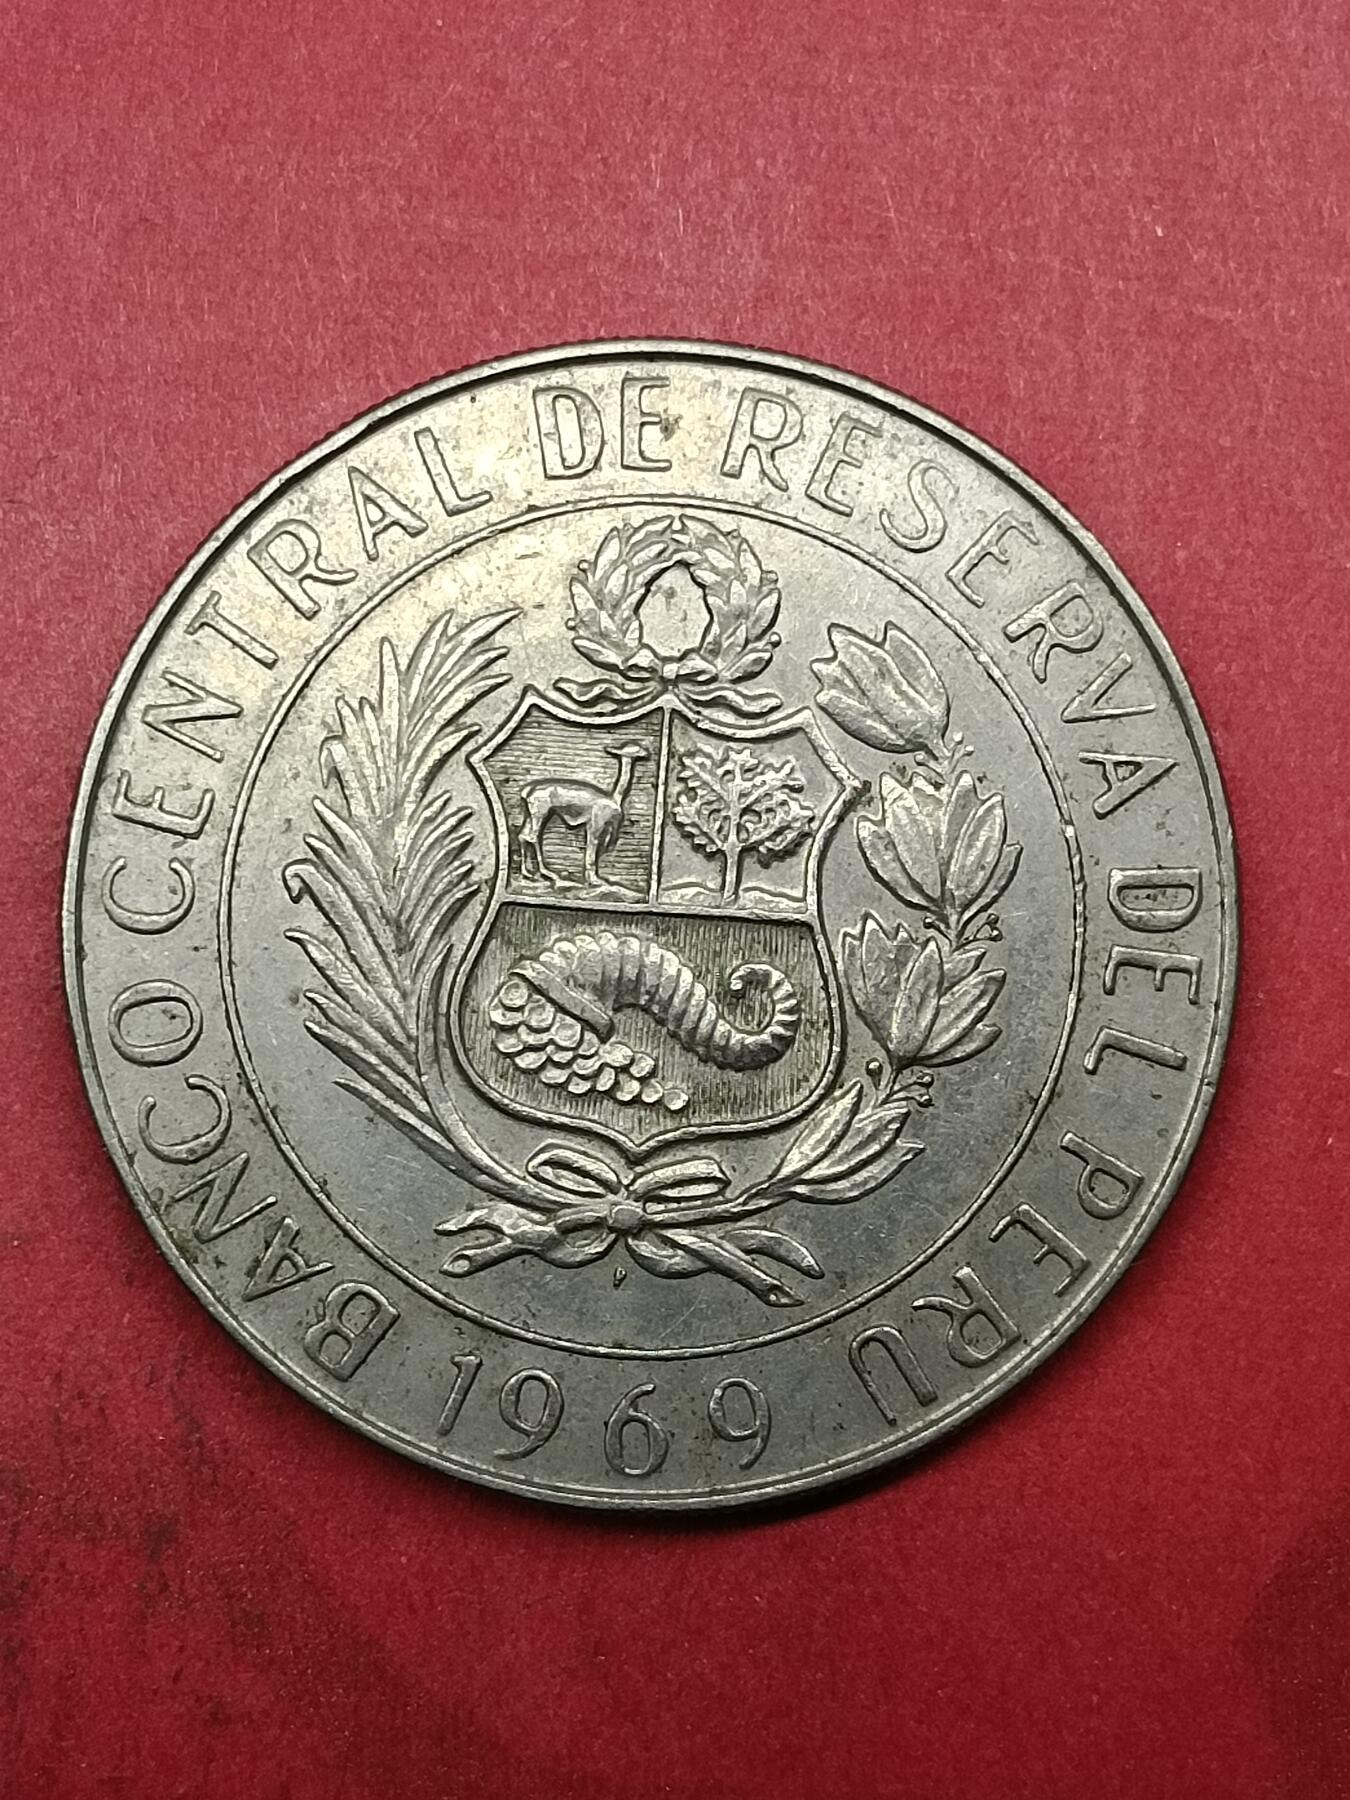 BANCO CENTRAL DE RESERVA DEL PERU
1969